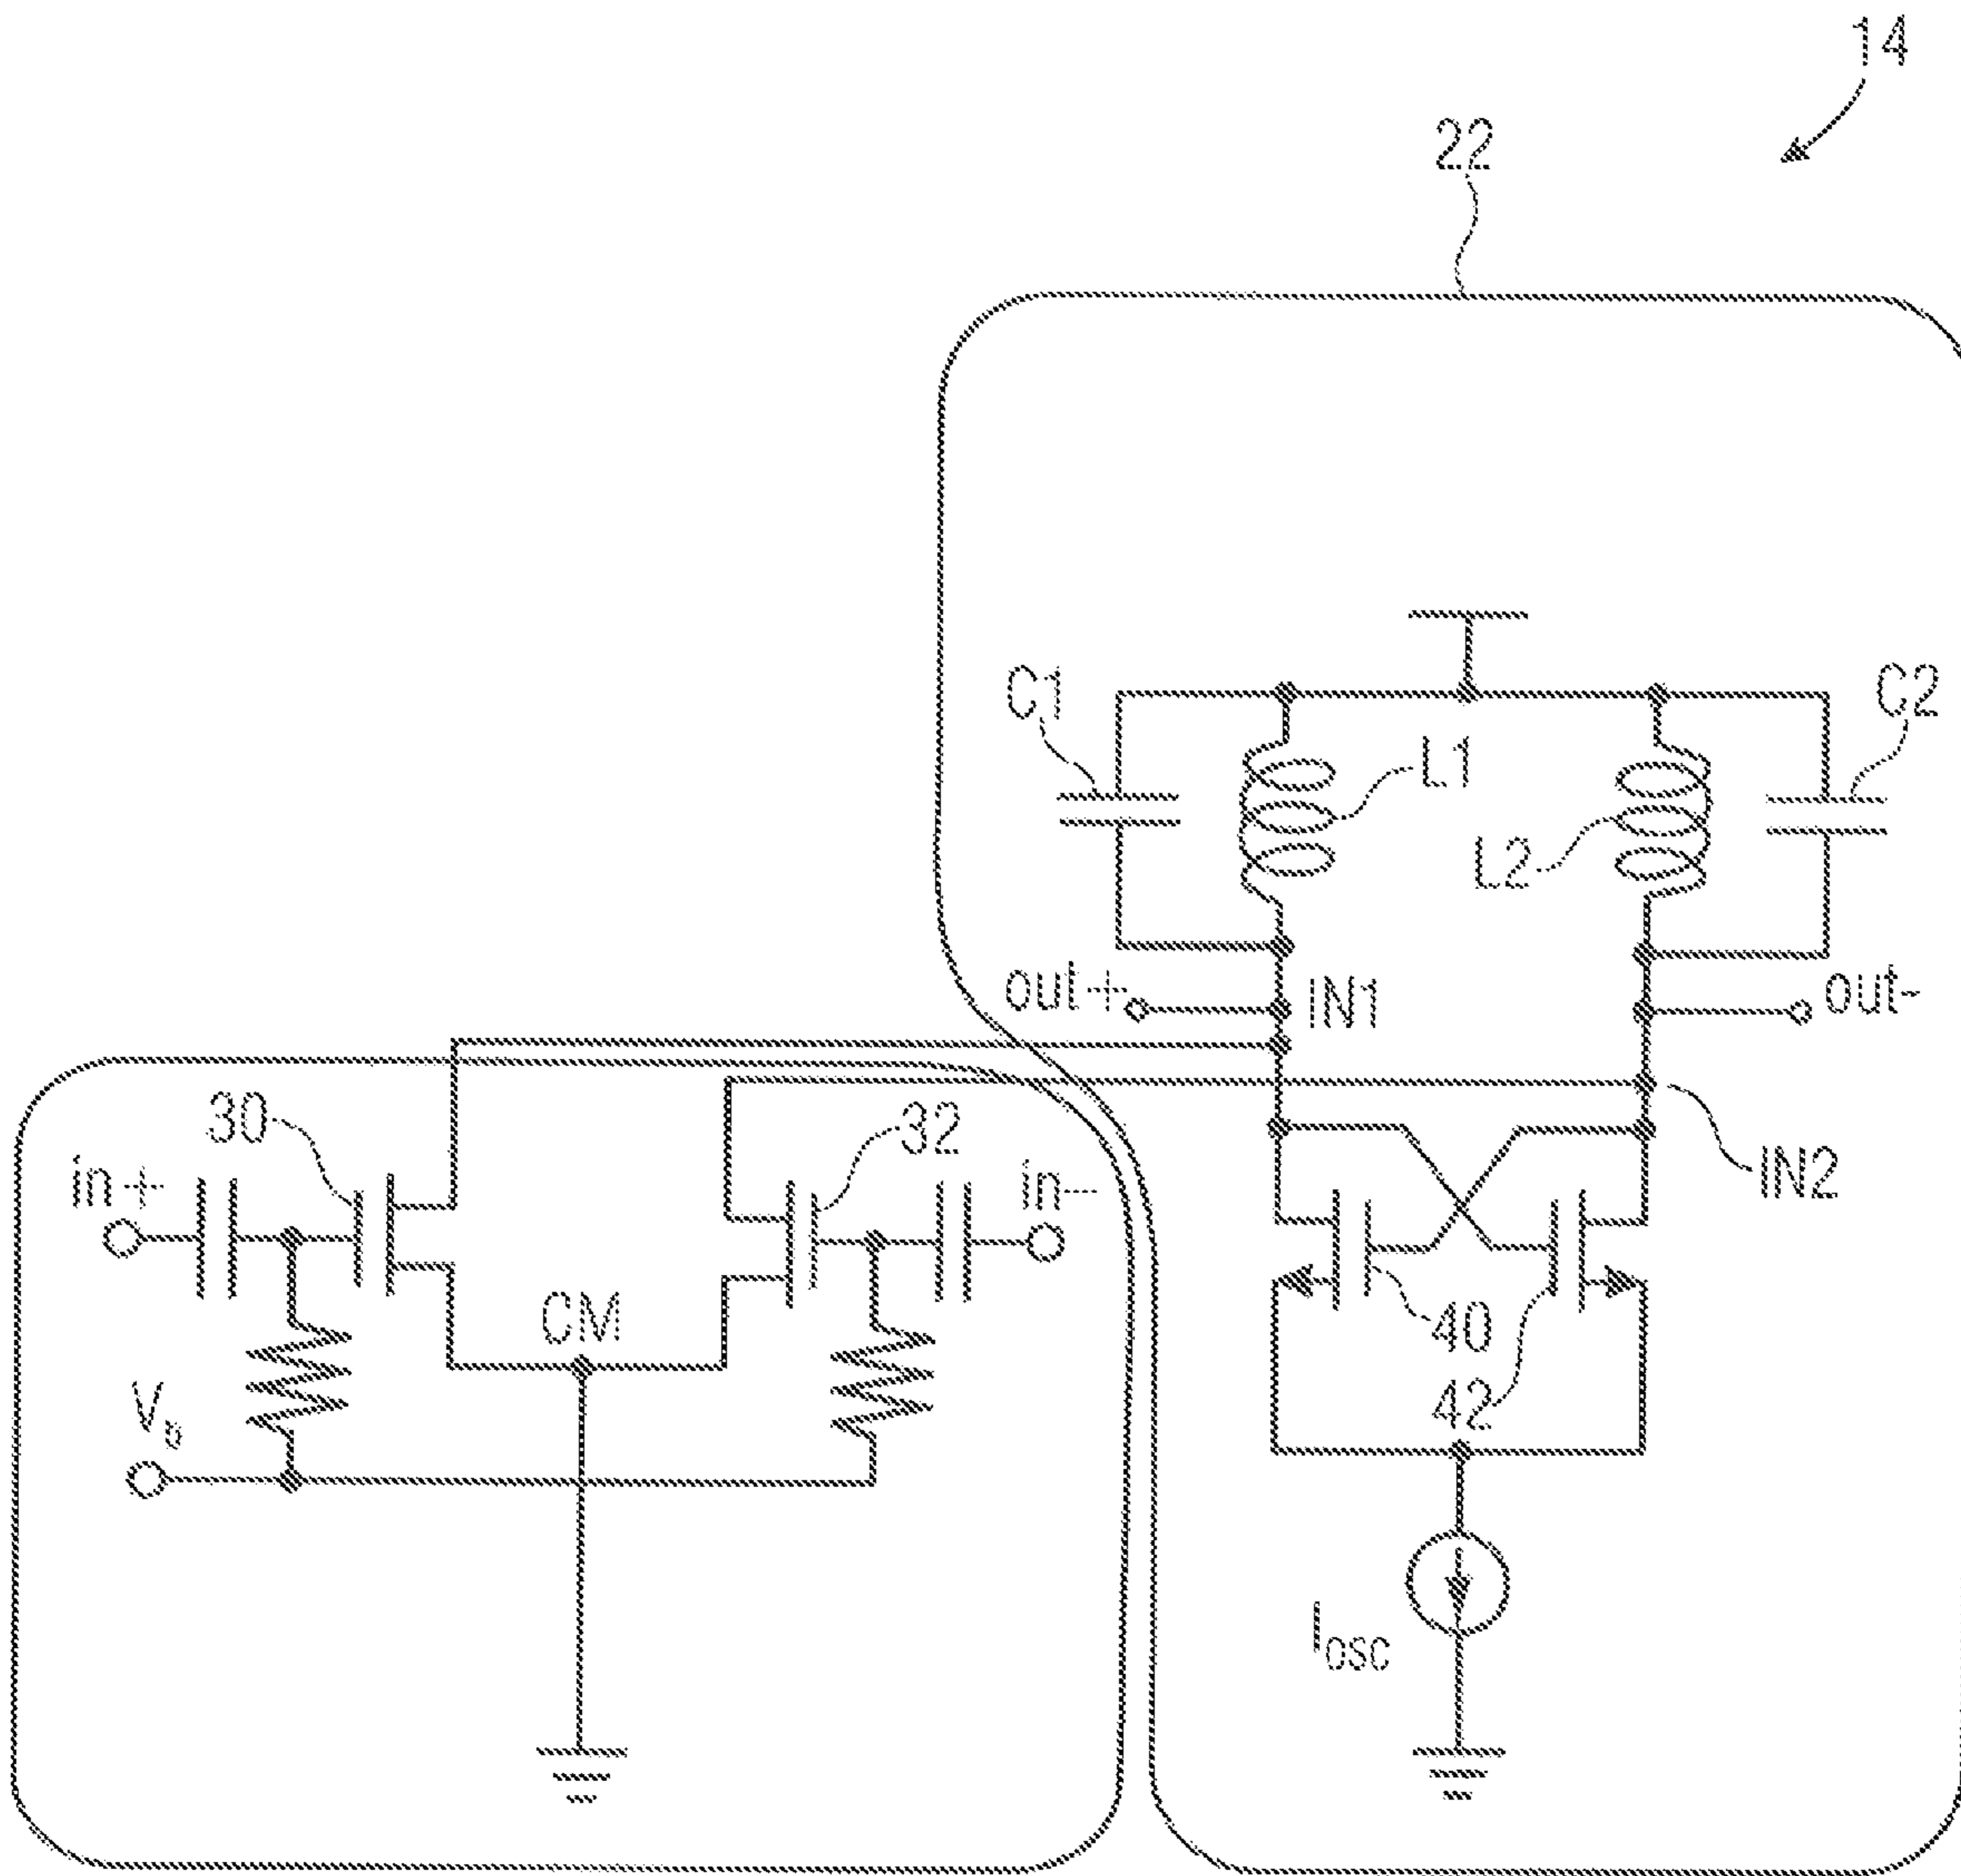 14
22
C1
C2
L1
L2
out+
IN1
out-
30
32
in+
in-
IN2
CM
40
42
Vb
Iosc